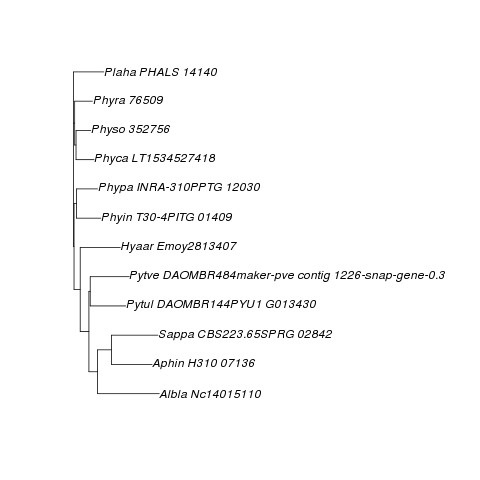 Plaha PHALS 14140
Phyra 76509
Physo 352756
Phyca LT1534527418
Phypa INRA-310PPTG 12030
Phyin T30-4PITG 01409
Hyaar Emoy2813407
Pytve DAOMBR484maker-pve contig 1226-snap-gene-0.3
Pytul DAOMBR144PYU1 G013430
Sappa CBS223.65SPRG 02842
Aphin H310 07136
Albla Nc14015110